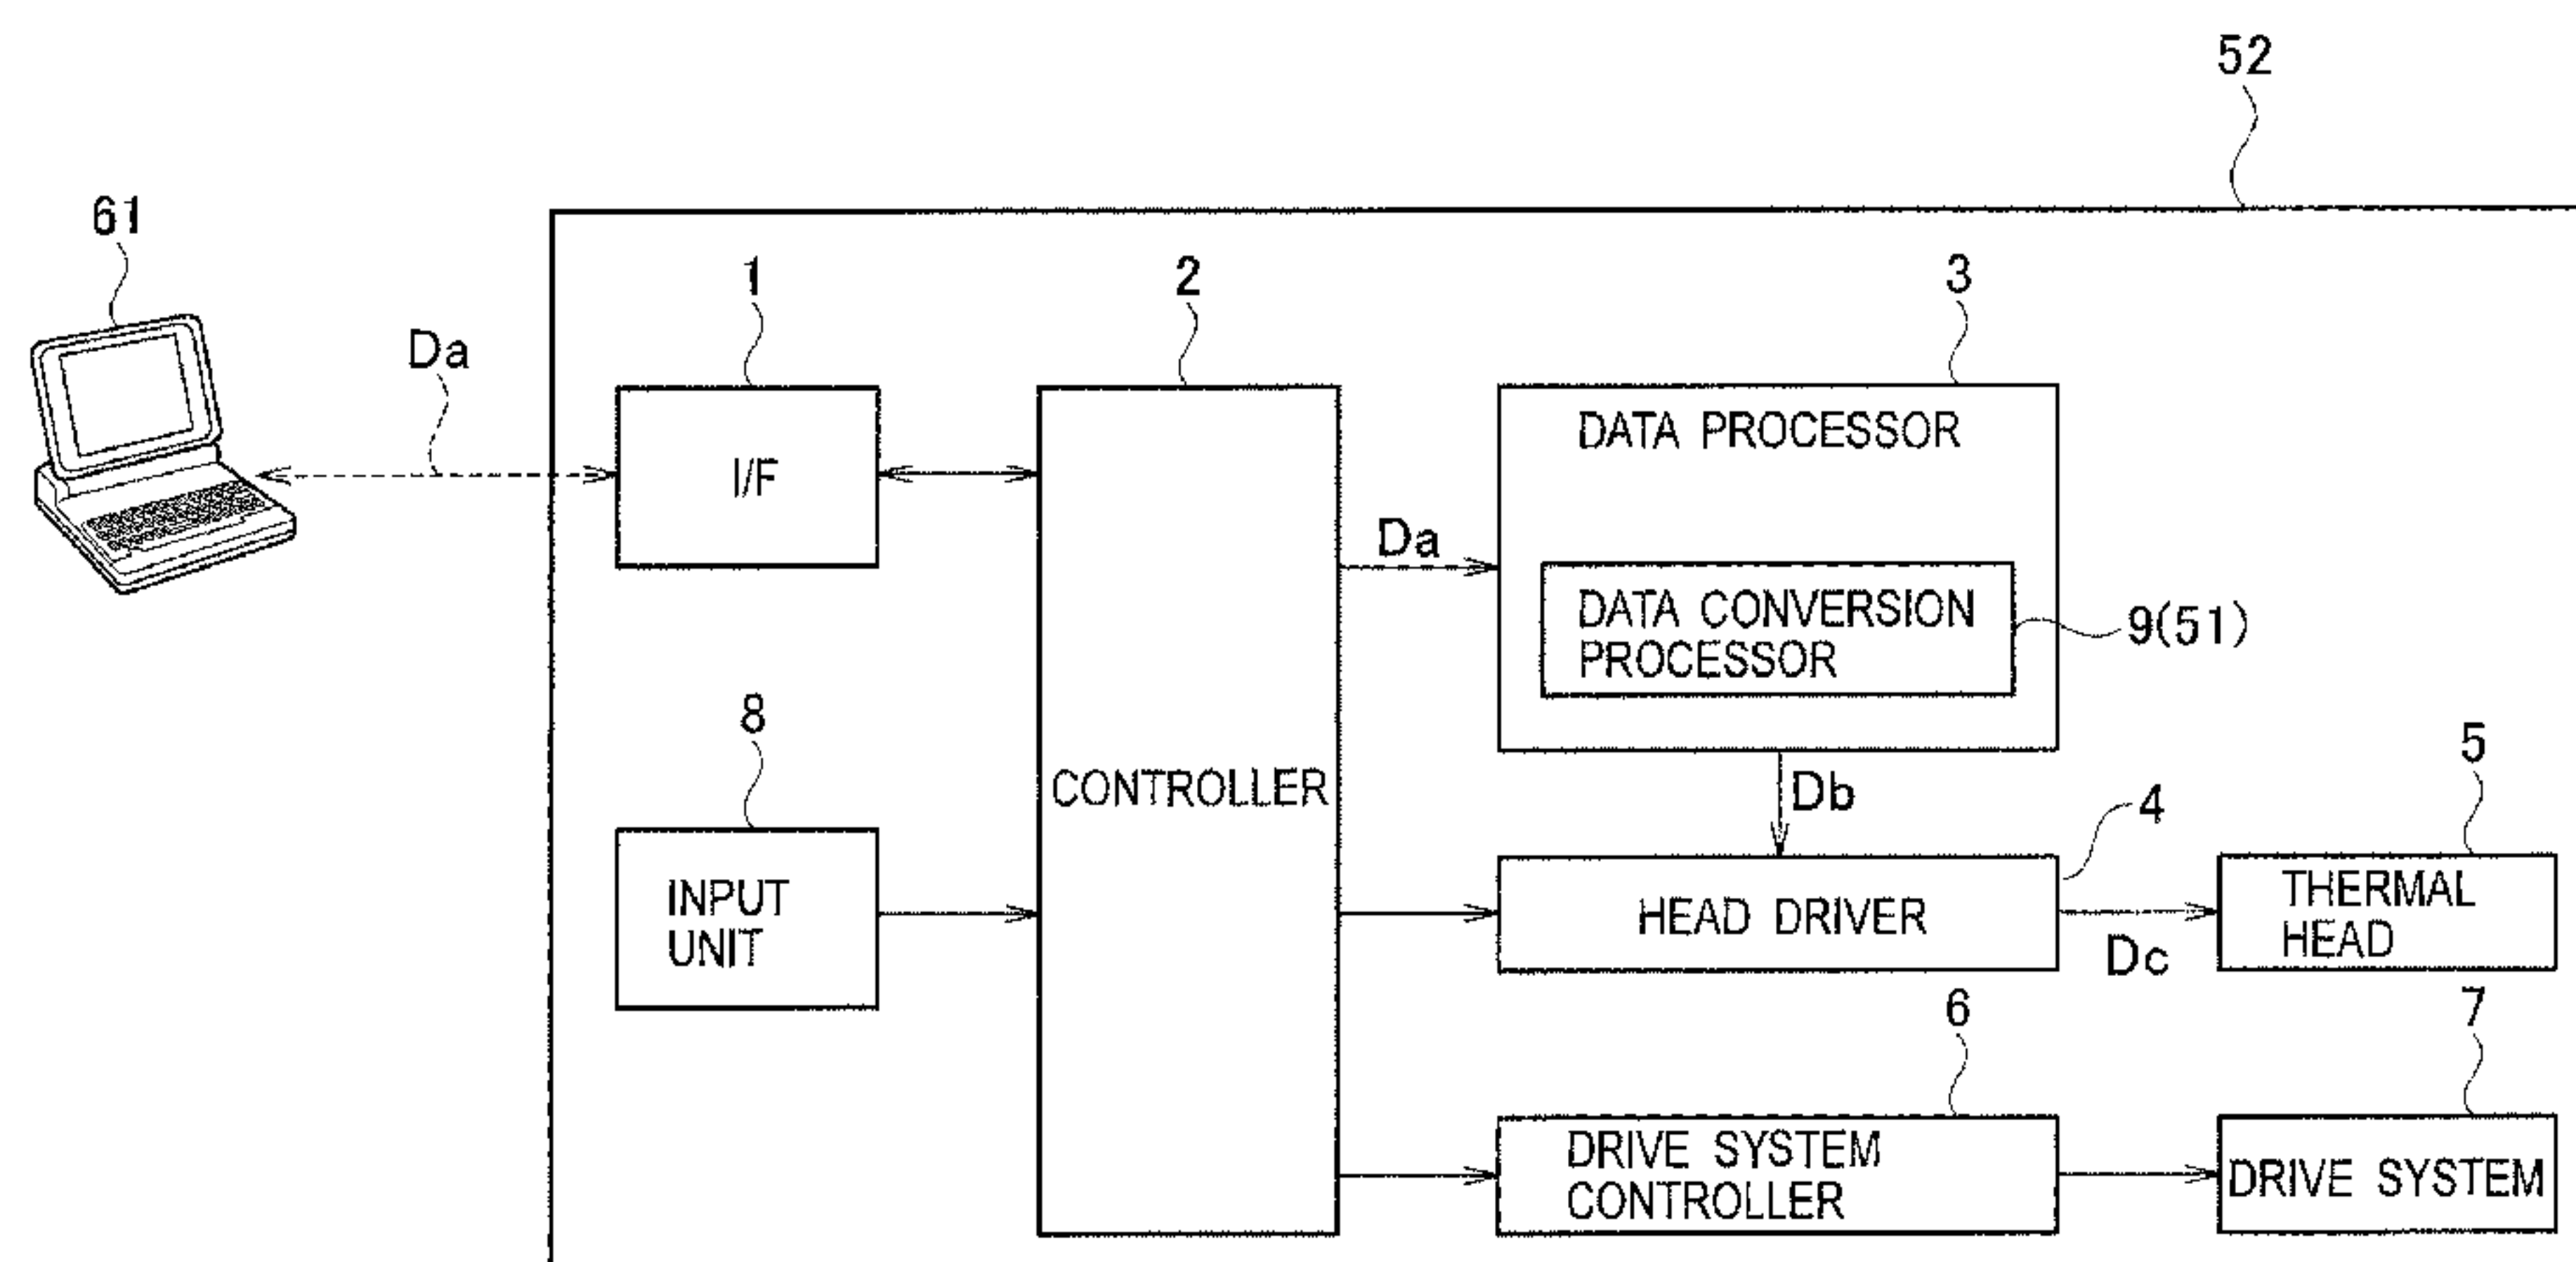 52
61
1
2
3
Da
I/F
DATA PROCESSOR
Da
DATA CONVERSION
PROCESSOR
9(51)
8
CONTROLLER
Db
4
5
INPUT
UNIT
HEAD DRIVER
THERMAL
HEAD
Dc
6
7
DRIVE SYSTEM
CONTROLLER
DRIVE SYSTEM